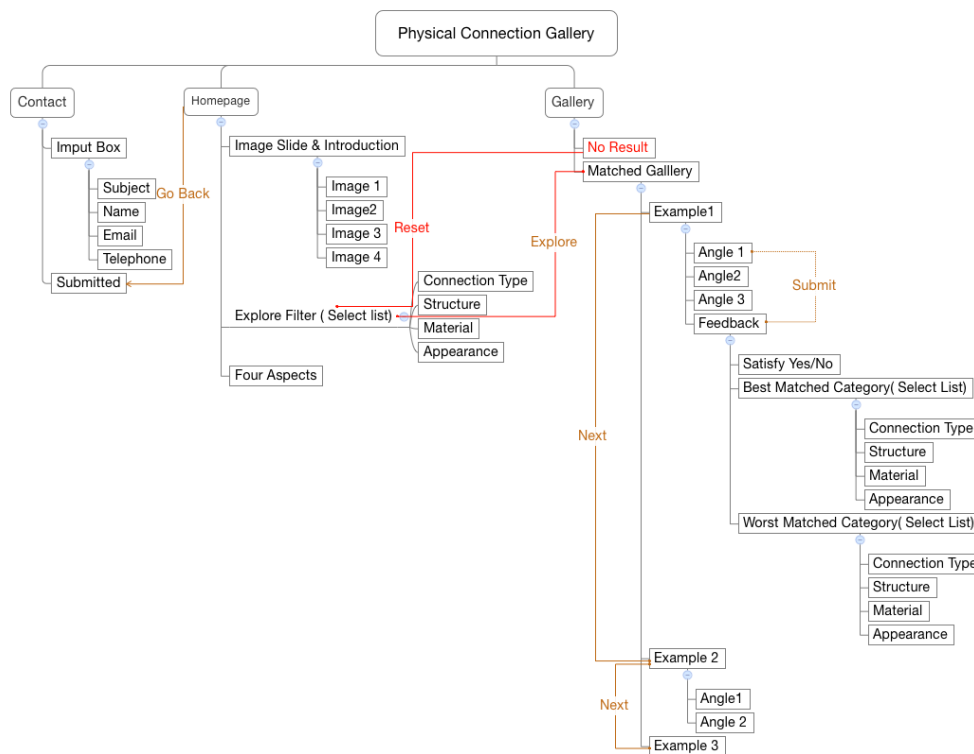 Physical Connection Gallery
Contact
Homepage
Gallery
Imput Box
Subject
Name
Email
Telephone
Submitted
Go Back
Image Slide & Introduction
Image 1
Image2
Image 3
Image 4
Reset
Explore Filter ( Select list)
Connection Type
Structure
Material
Appearance
Four Aspects
Explore
No Result
Matched Galllery
Example1
Angle 1
Angle2
Angle 3
Feedback
Submit
Satisfy Yes/No
Best Matched Category( Select List)
Connection Type
Structure
Material
Appearance
Worst Matched Category( Select List)
Connection Type
Structure
Material
Appearance
Next
Example 2
Angle1
Angle 2
Next
Example 3